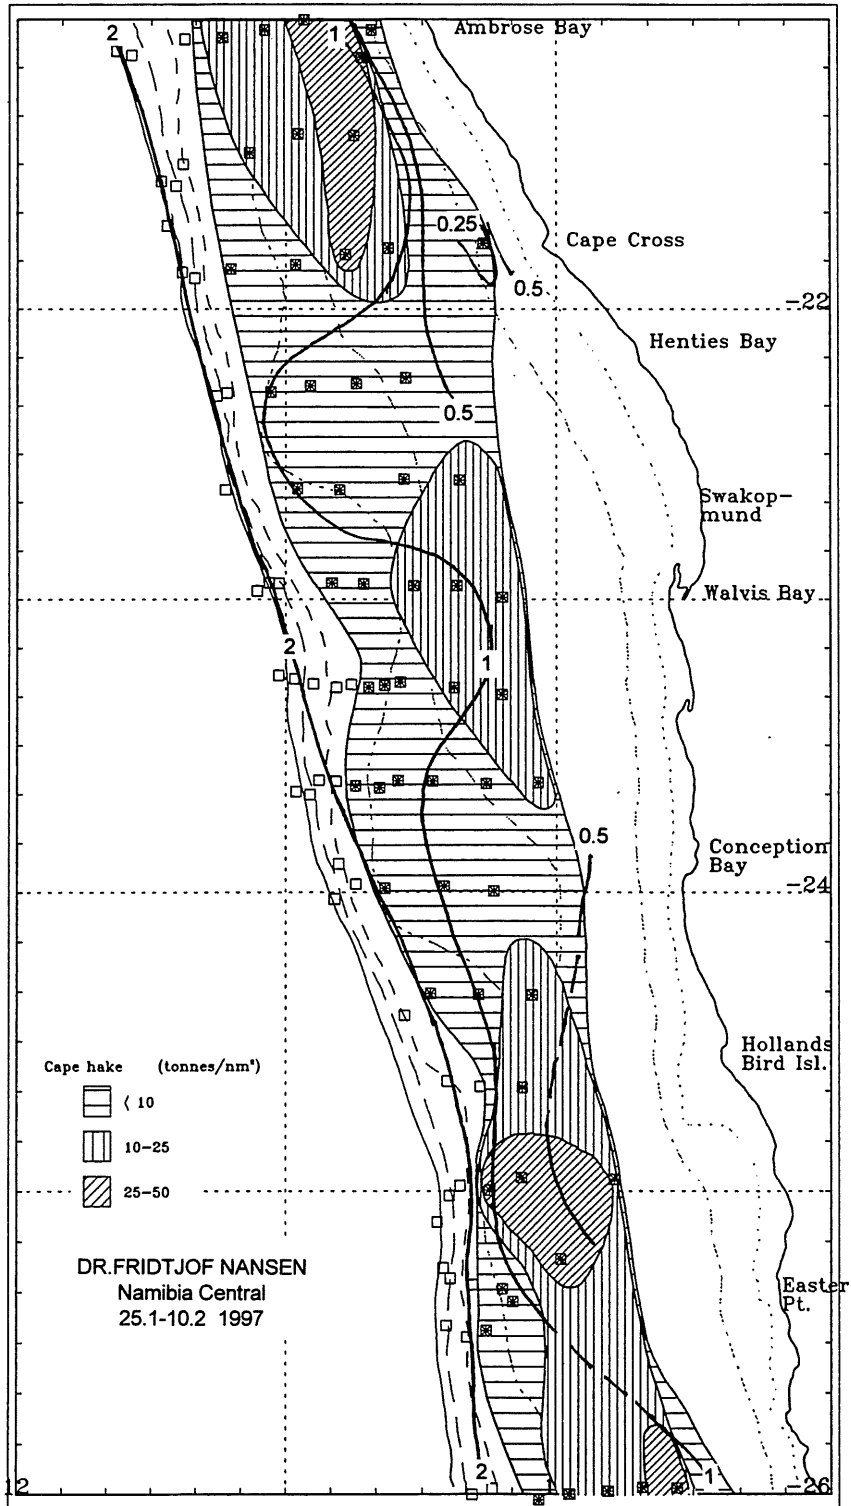 2
1
Ambrose Bay
0.25
Cape Cross
0.5
-22
Henties Bay
0.5
Swakop-
mund
Walvis Bay
2
1
0.5
Conception
Bay
-24
Hollands
Bird Isl.
Cape hake (tonnes/nm²)
< 10
10-25
25-50
DR.FRIDTJOF NANSEN
Namibia Central
25.1-10.2 1997
Easter
Pt.
2
1
12
-26